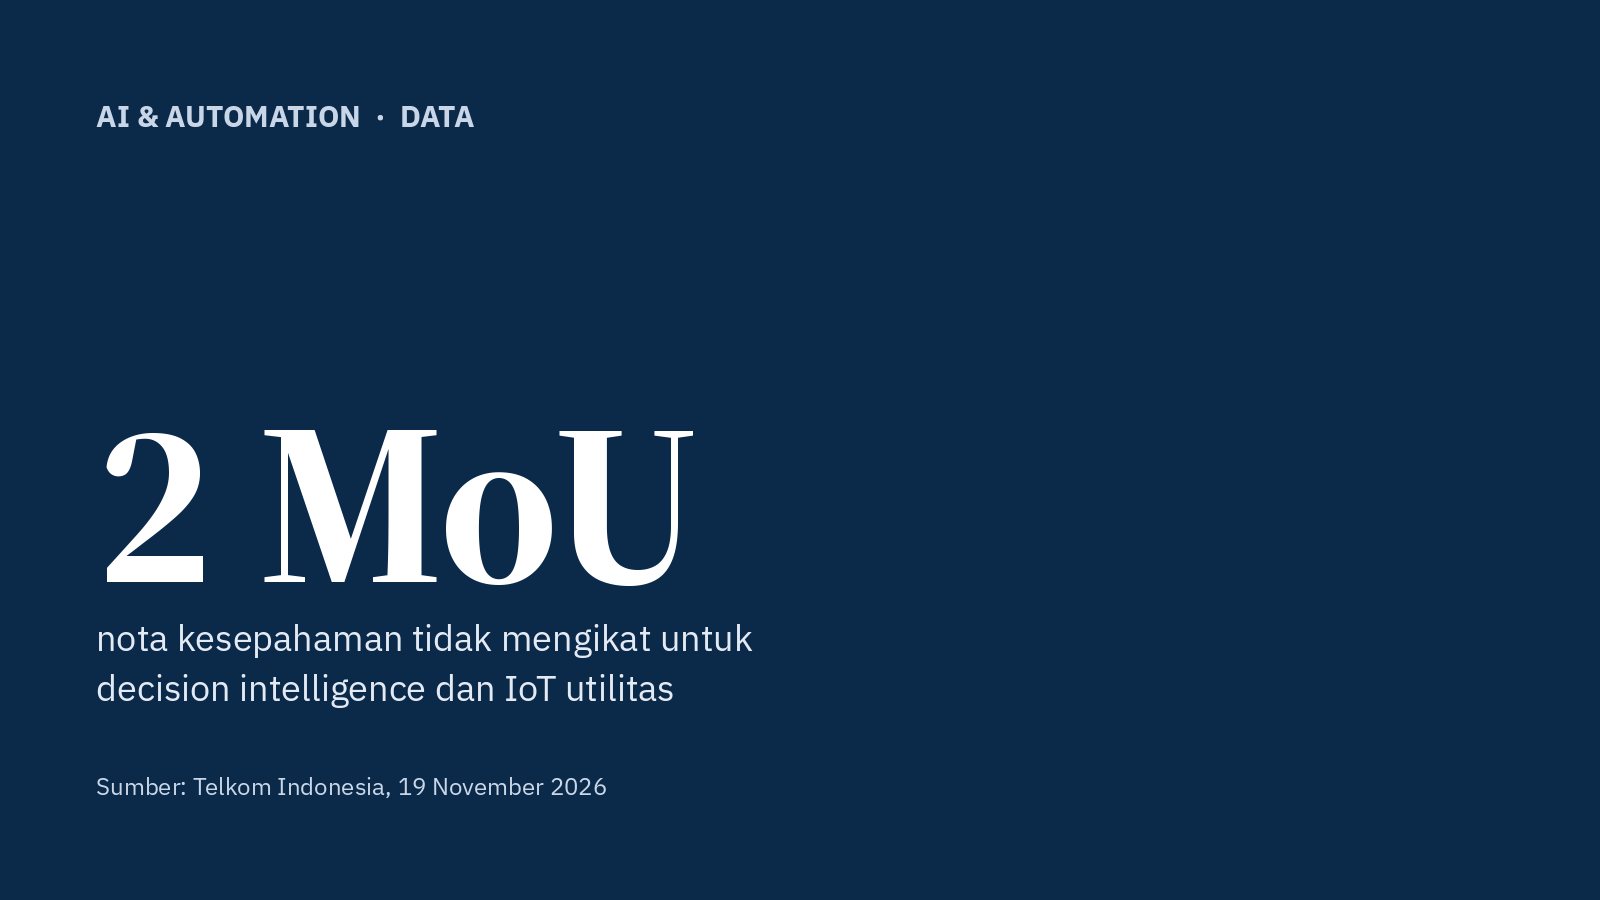 AI & AUTOMATION · DATA
2 MoU
nota kesepahaman tidak mengikat untuk
decision intelligence dan IoT utilitas
Sumber: Telkom Indonesia, 19 November 2026